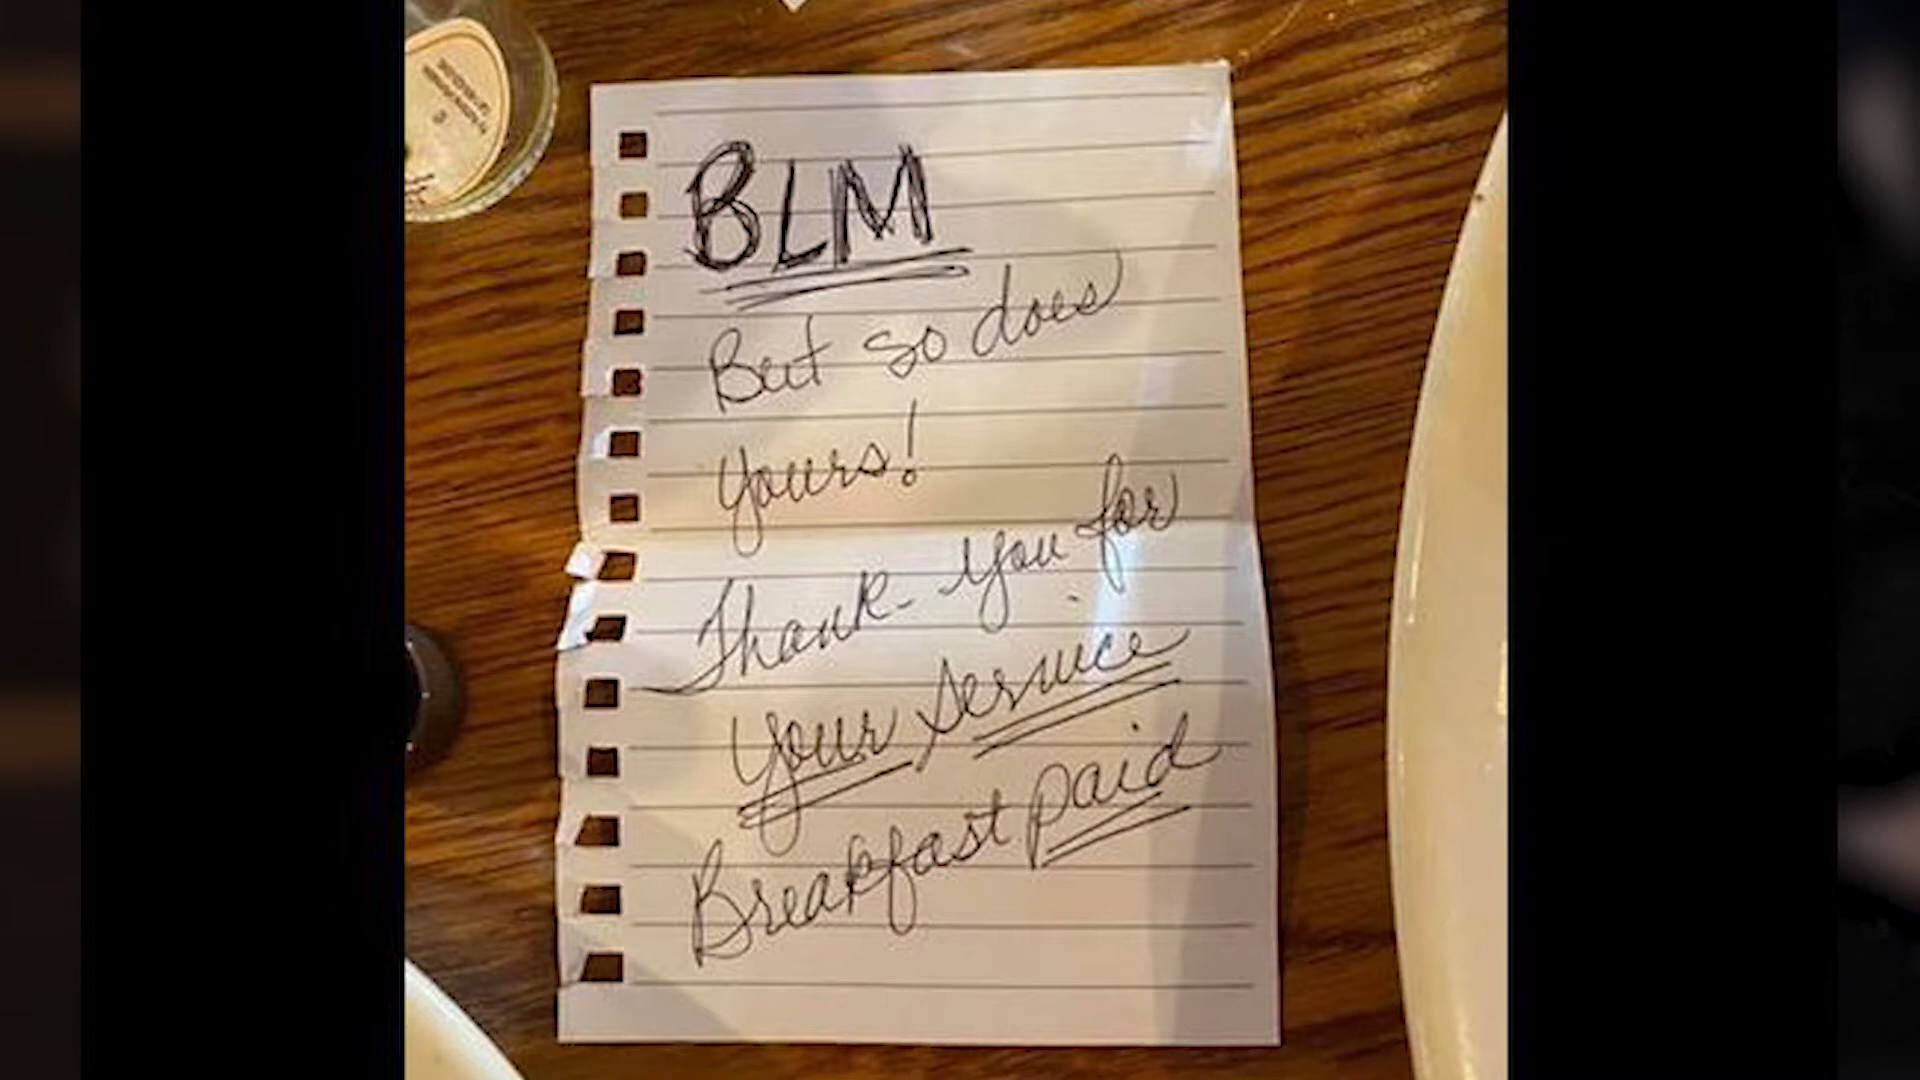 BLM
But so does
yours!
Thank-you for
Your Service
Breakfast paid